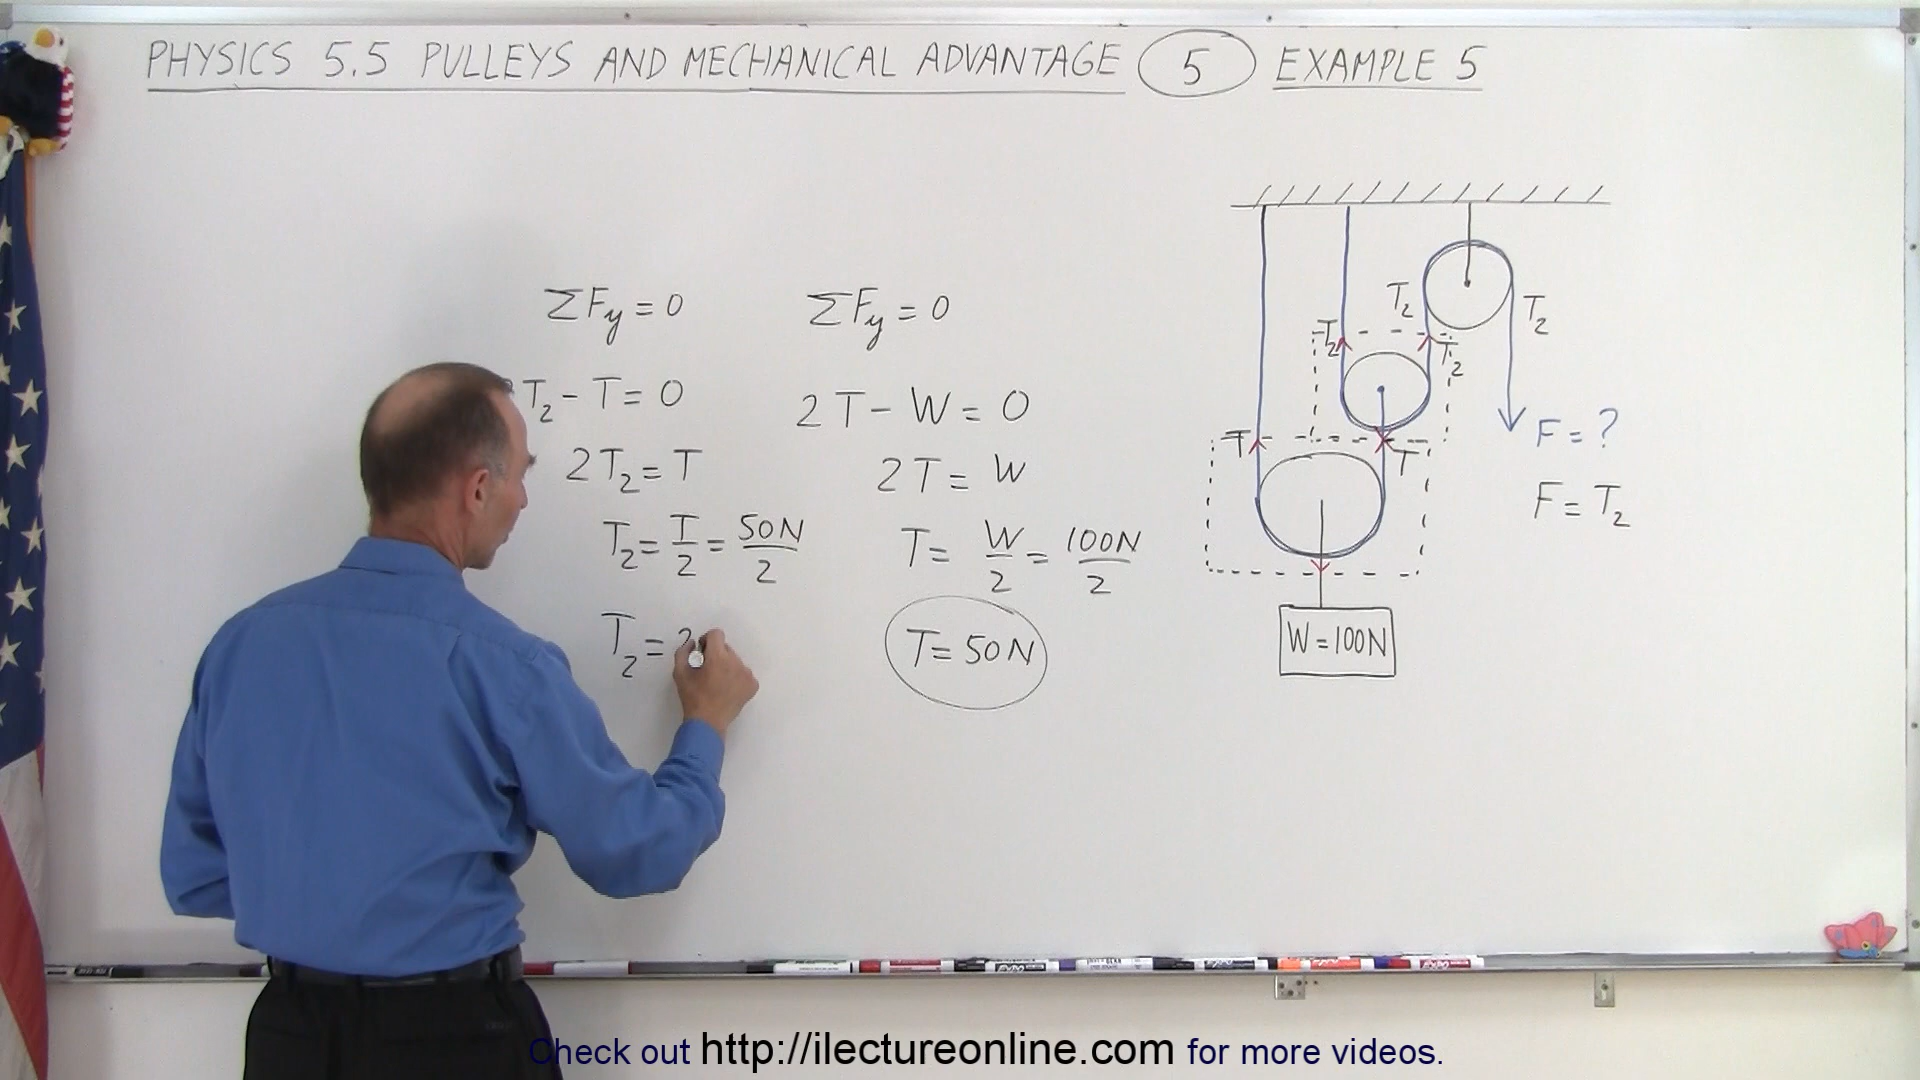 PHYSICS 5.5 PULLEYS AND MECHANICAL ADVANTAGE 5 EXAMPLE 5
ΣFy = 0
T₂ - T = 0
2T₂ = T
T₂ = T/2 = 50N/2
T₂ =
ΣFy = 0
2T - W = 0
2T = W
T = W/2 = 100N/2
T = 50N
T₂
T₂
T₂
T₂
T
T
F = ?
F = T₂
W = 100N
Check out http://ilectureonline.com for more videos.